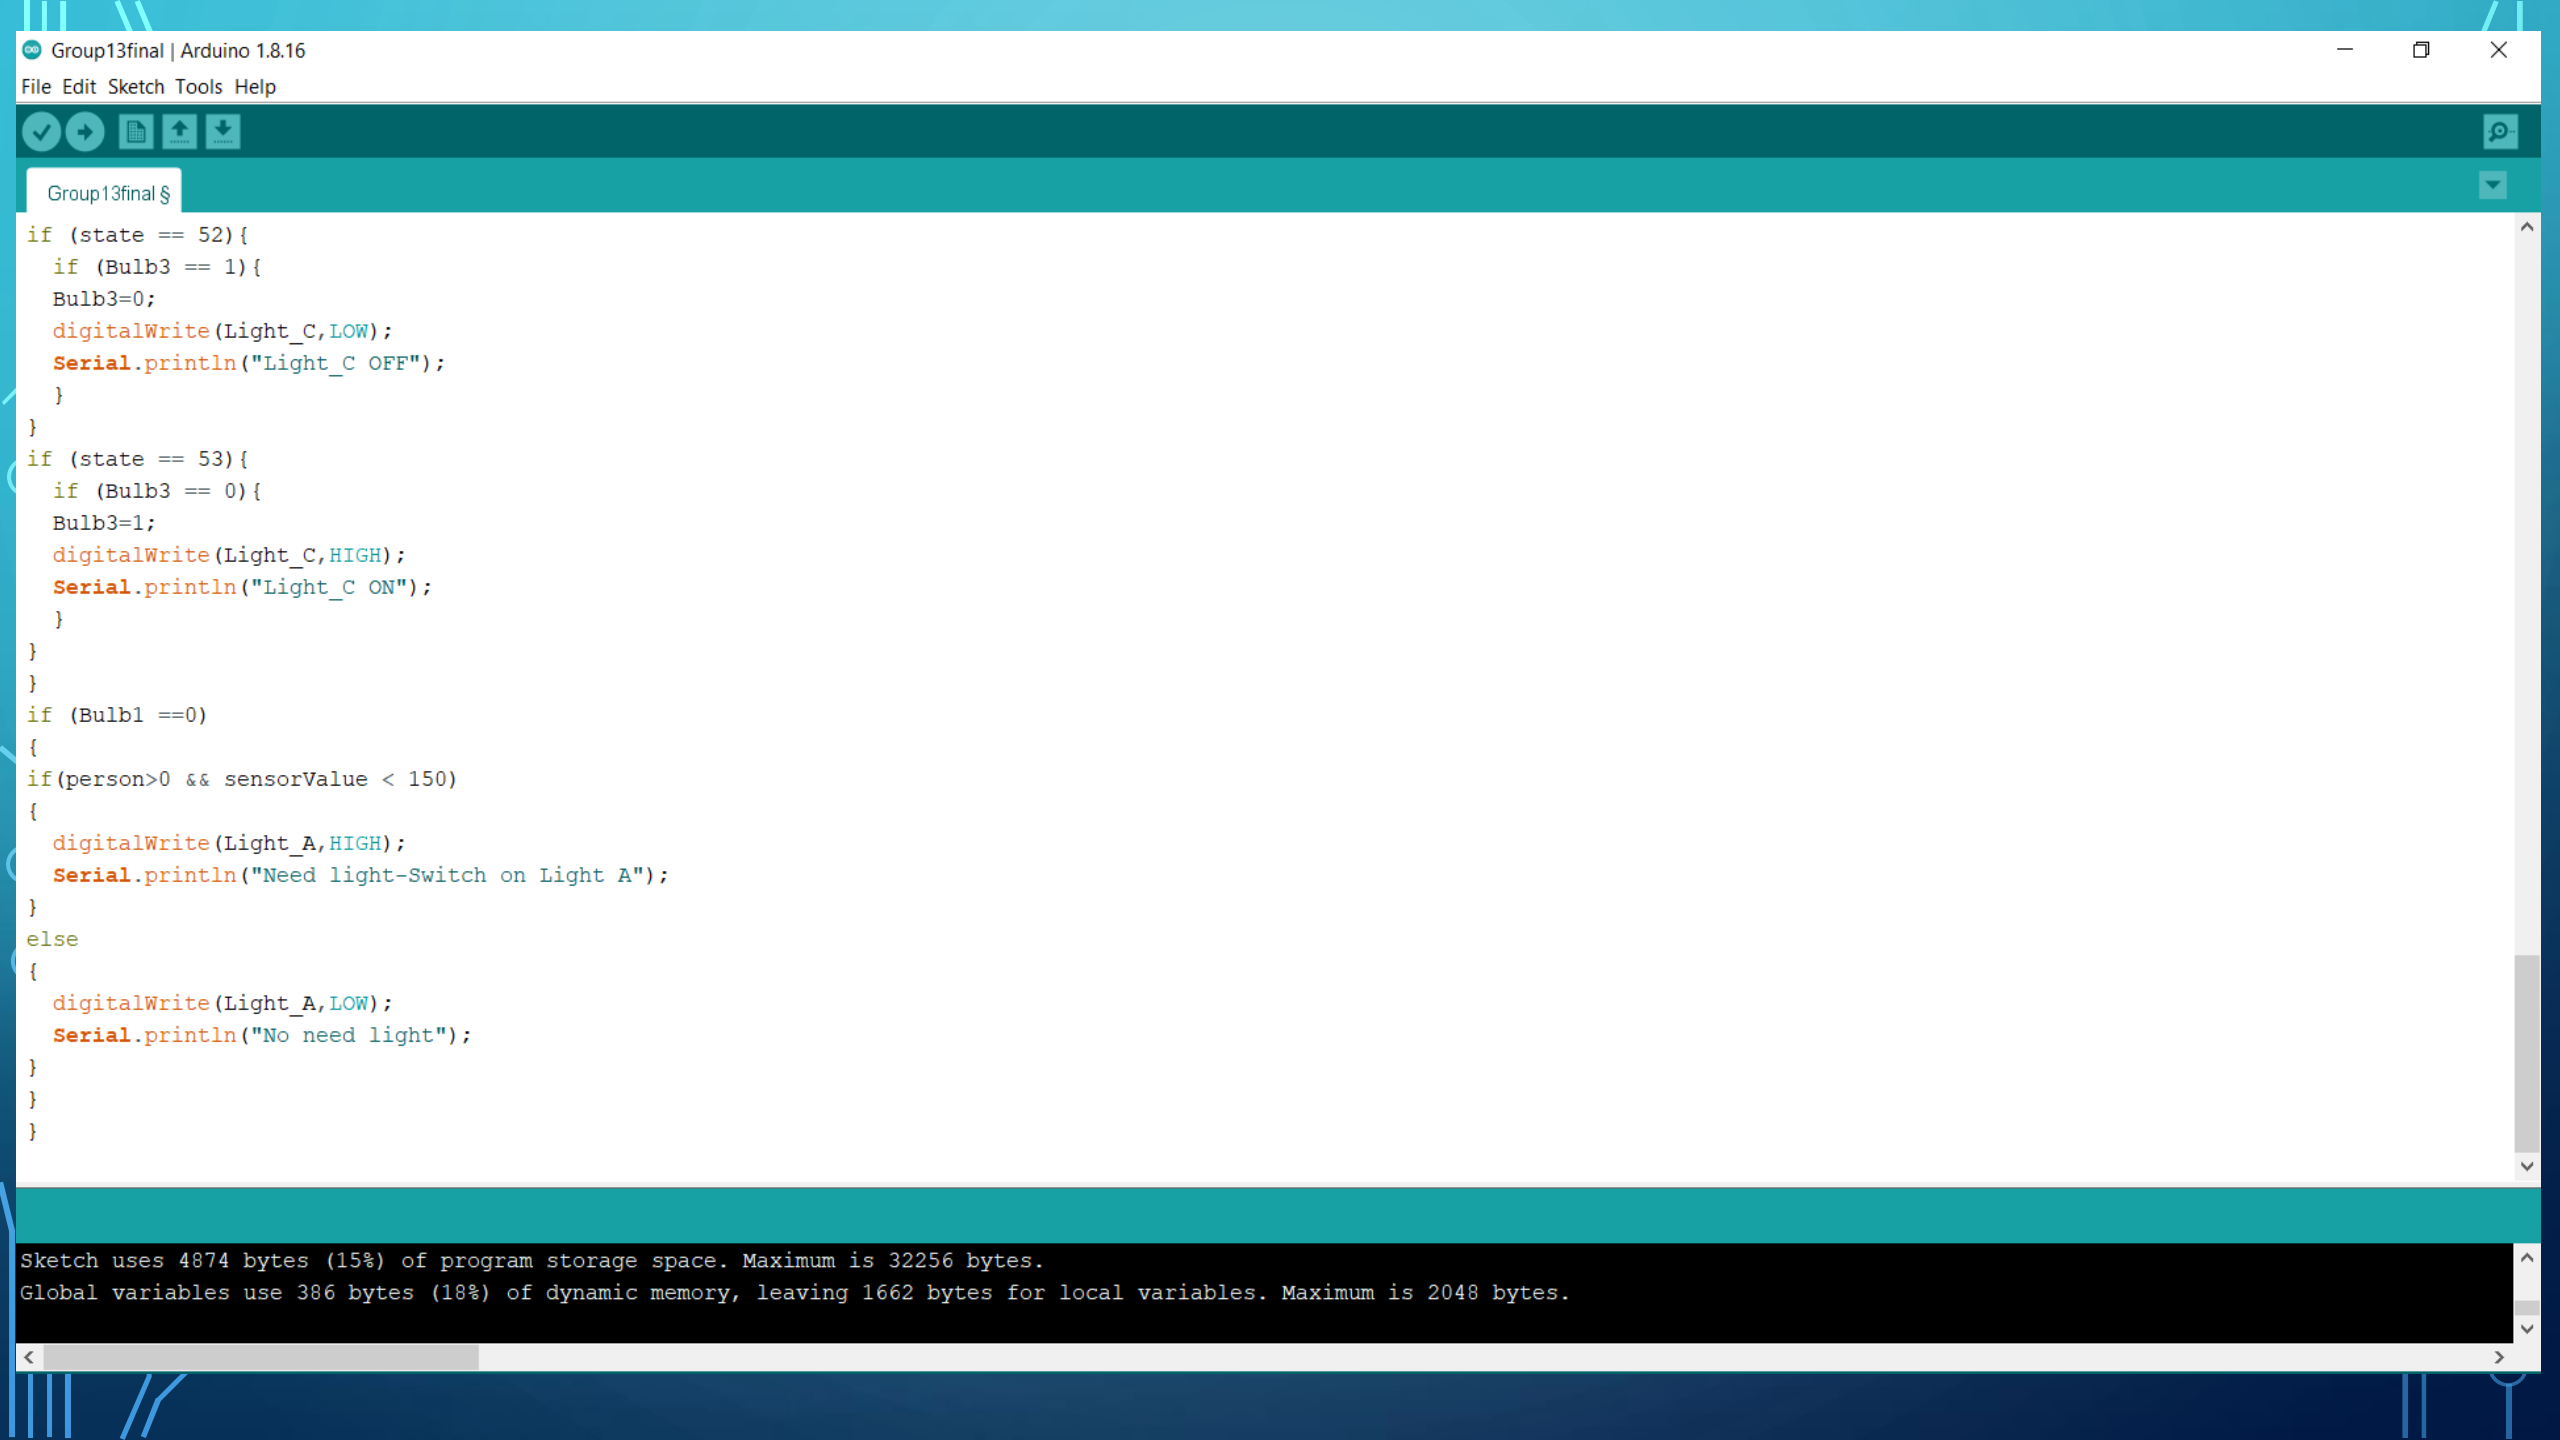 Group13final | Arduino 1.8.16
File Edit Sketch Tools Help
Group13final §
if (state == 52){
  if (Bulb3 == 1){
  Bulb3=0;
  digitalWrite(Light_C,LOW);
  Serial.println("Light_C OFF");
  }
}
if (state == 53){
  if (Bulb3 == 0){
  Bulb3=1;
  digitalWrite(Light_C,HIGH);
  Serial.println("Light_C ON");
  }
}
}
if (Bulb1 ==0)
{
if(person>0 && sensorValue < 150)
{
  digitalWrite(Light_A,HIGH);
  Serial.println("Need light-Switch on Light A");
}
else
{
  digitalWrite(Light_A,LOW);
  Serial.println("No need light");
}
}
}
Sketch uses 4874 bytes (15%) of program storage space. Maximum is 32256 bytes.
Global variables use 386 bytes (18%) of dynamic memory, leaving 1662 bytes for local variables. Maximum is 2048 bytes.